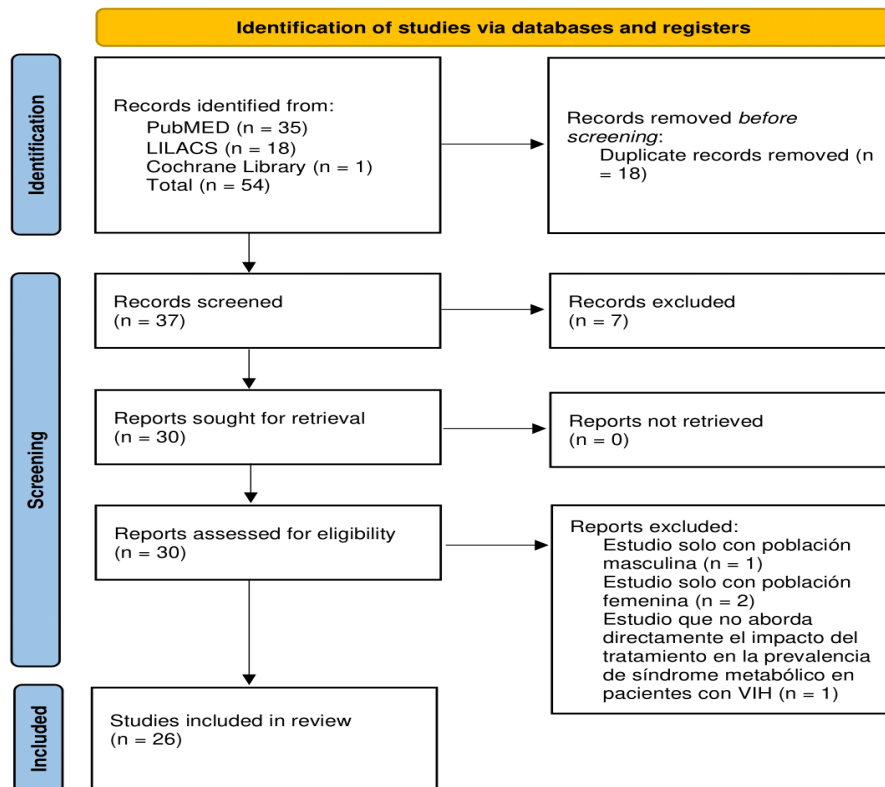 Identification of studies via databases and registers
Identification
Records identified from:
PubMED (n = 35)
LILACS (n = 18)
Cochrane Library (n = 1)
Total (n = 54)
Records removed before
screening:
Duplicate records removed (n
= 18)
Screening
Records screened
(n = 37)
Records excluded
(n = 7)
Reports sought for retrieval
(n = 30)
Reports not retrieved
(n = 0)
Reports assessed for eligibility
(n = 30)
Reports excluded:
Estudio solo con población
masculina (n = 1)
Estudio solo con población
femenina (n = 2)
Estudio que no aborda
directamente el impacto del
tratamiento en la prevalencia
de síndrome metabólico en
pacientes con VIH (n = 1)
Included
Studies included in review
(n = 26)